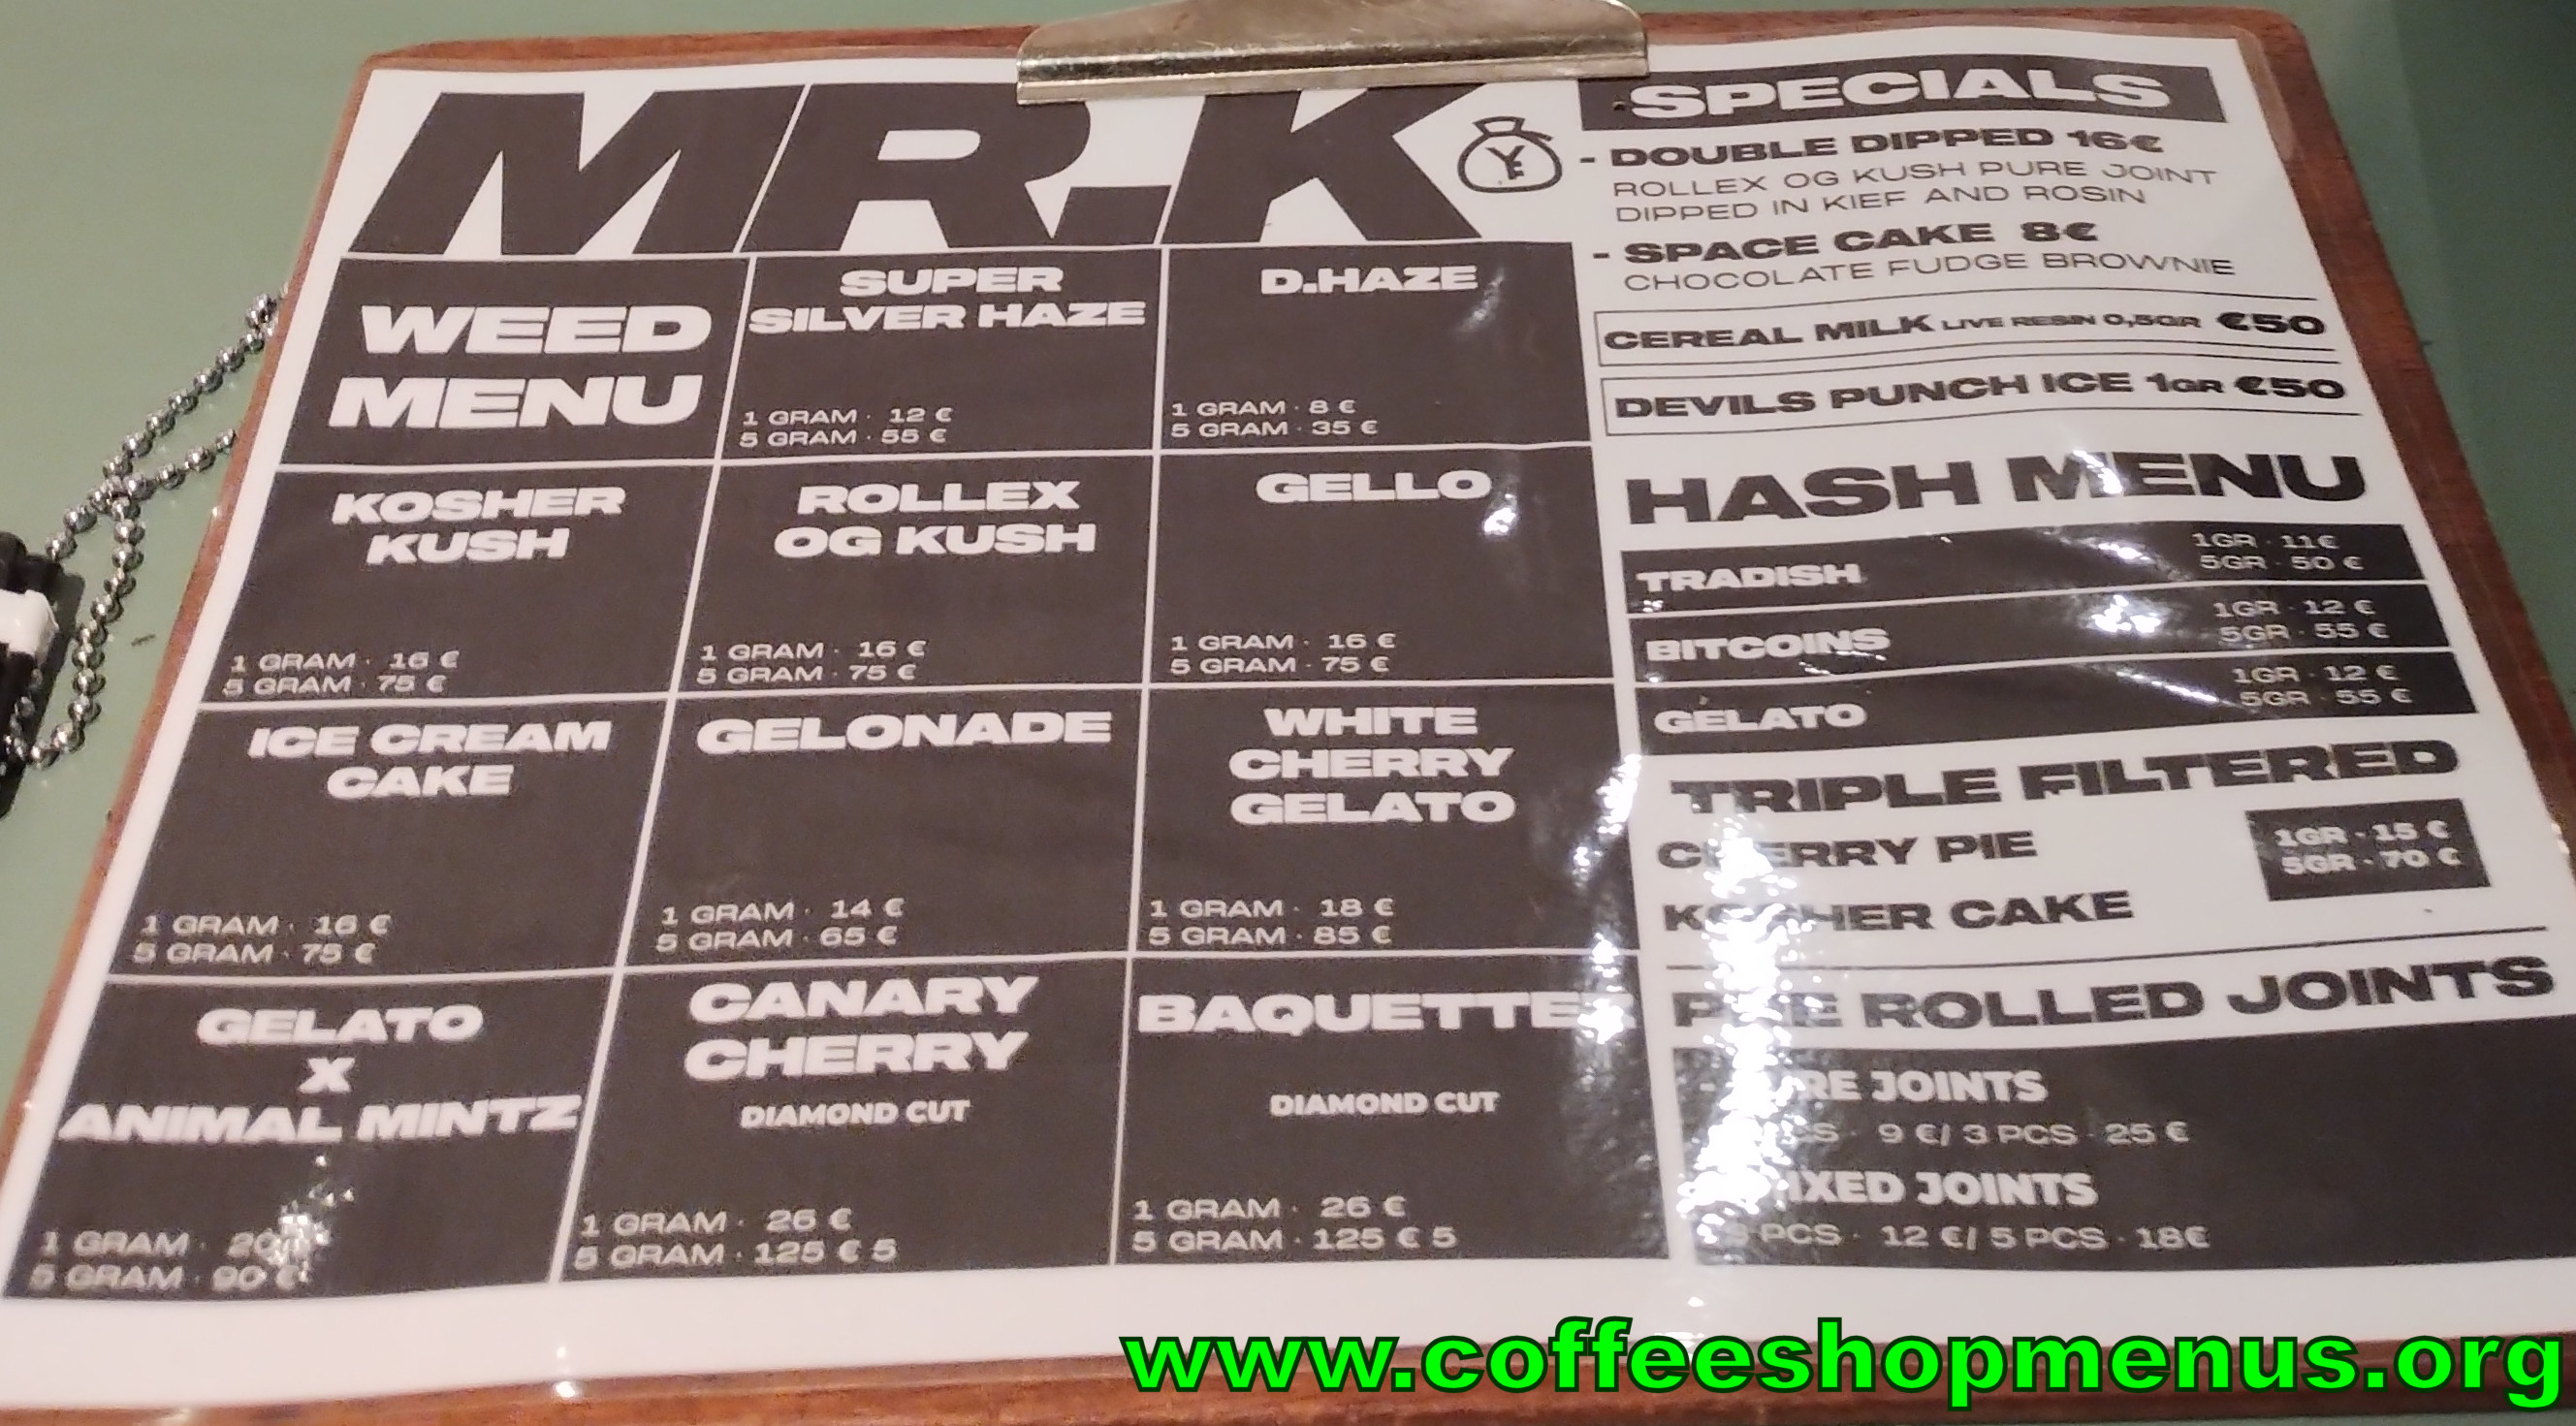 MR.K
WEED
MENU
SUPER
SILVER HAZE
1 GRAM · 12 €
5 GRAM · 55 €
D.HAZE
1 GRAM · 8 €
5 GRAM · 35 €
KOSHER
KUSH
1 GRAM · 16 €
5 GRAM · 75 €
ROLLEX
OG KUSH
1 GRAM · 16 €
5 GRAM · 75 €
GELLO
1 GRAM · 16 €
5 GRAM · 75 €
ICE CREAM
CAKE
1 GRAM · 16 €
5 GRAM · 75 €
GELONADE
1 GRAM · 14 €
5 GRAM · 65 €
WHITE
CHERRY
GELATO
1 GRAM · 18 €
5 GRAM · 85 €
GELATO
X
ANIMAL MINTZ
1 GRAM · 20
5 GRAM · 90 €
CANARY
CHERRY
DIAMOND CUT
1 GRAM · 26 €
5 GRAM · 125 € 5
DIAMOND CUT
1 GRAM · 26 €
5 GRAM · 125 € 5
SPECIALS
- DOUBLE DIPPED 16€
ROLLEX OG KUSH PURE JOINT
DIPPED IN KIEF AND ROSIN
- SPACE CAKE 8€
CHOCOLATE FUDGE BROWNIE
CEREAL MILK LIVE RESIN 0,5GR €50
DEVILS PUNCH ICE 1GR €50
HASH MENU
TRADISH
1GR · 11€
5GR · 50 €
BITCOINS
1GR · 12 €
5GR · 55 €
GELATO
1GR · 12 €
5GR · 55 €
TRIPLE FILTERED
CHERRY PIE
KOSHER CAKE
1GR · 15 €
5GR · 70 €
PRE ROLLED JOINTS
JOINTS
9 €/ 3 PCS · 25 €
JOINTS
PCS · 12 €/ 5 PCS · 18€
www.coffeeshopmenus.org